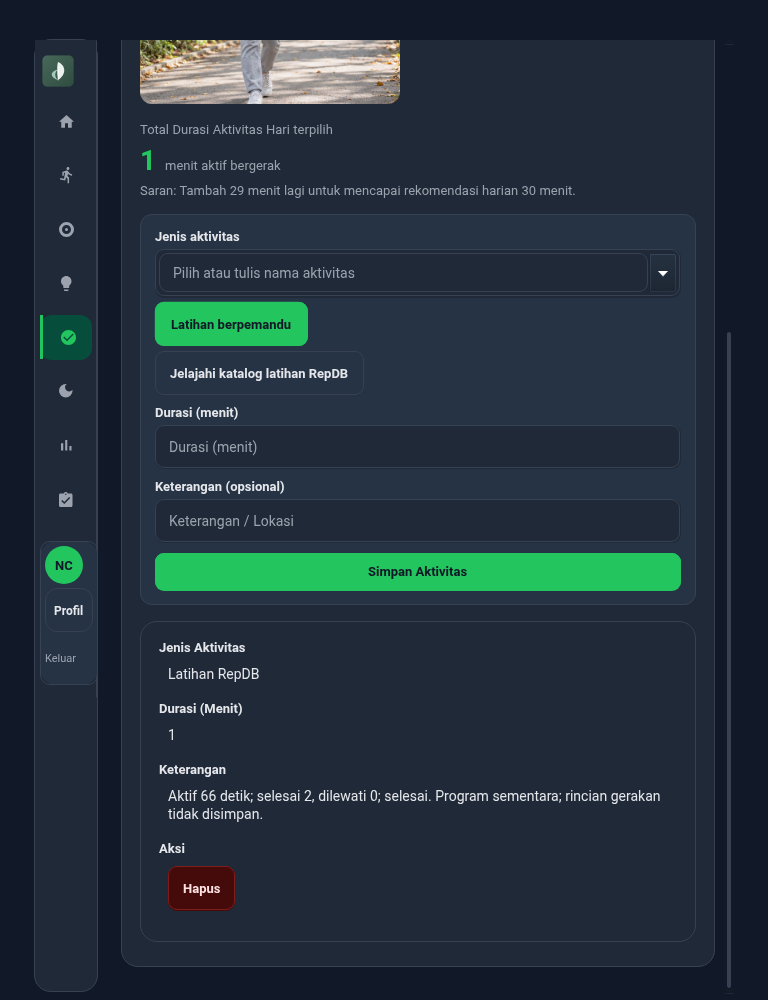 Total Durasi Aktivitas Hari terpilih
1 menit aktif bergerak
Saran: Tambah 29 menit lagi untuk mencapai rekomendasi harian 30 menit.
Jenis aktivitas
Pilih atau tulis nama aktivitas
Latihan berpemandu
Jelajahi katalog latihan RepDB
Durasi (menit)
Durasi (menit)
Keterangan (opsional)
Keterangan / Lokasi
Simpan Aktivitas
NC
Profil
Keluar
Jenis Aktivitas
Latihan RepDB
Durasi (Menit)
1
Keterangan
Aktif 66 detik; selesai 2, dilewati 0; selesai. Program sementara; rincian gerakan
tidak disimpan.
Aksi
Hapus